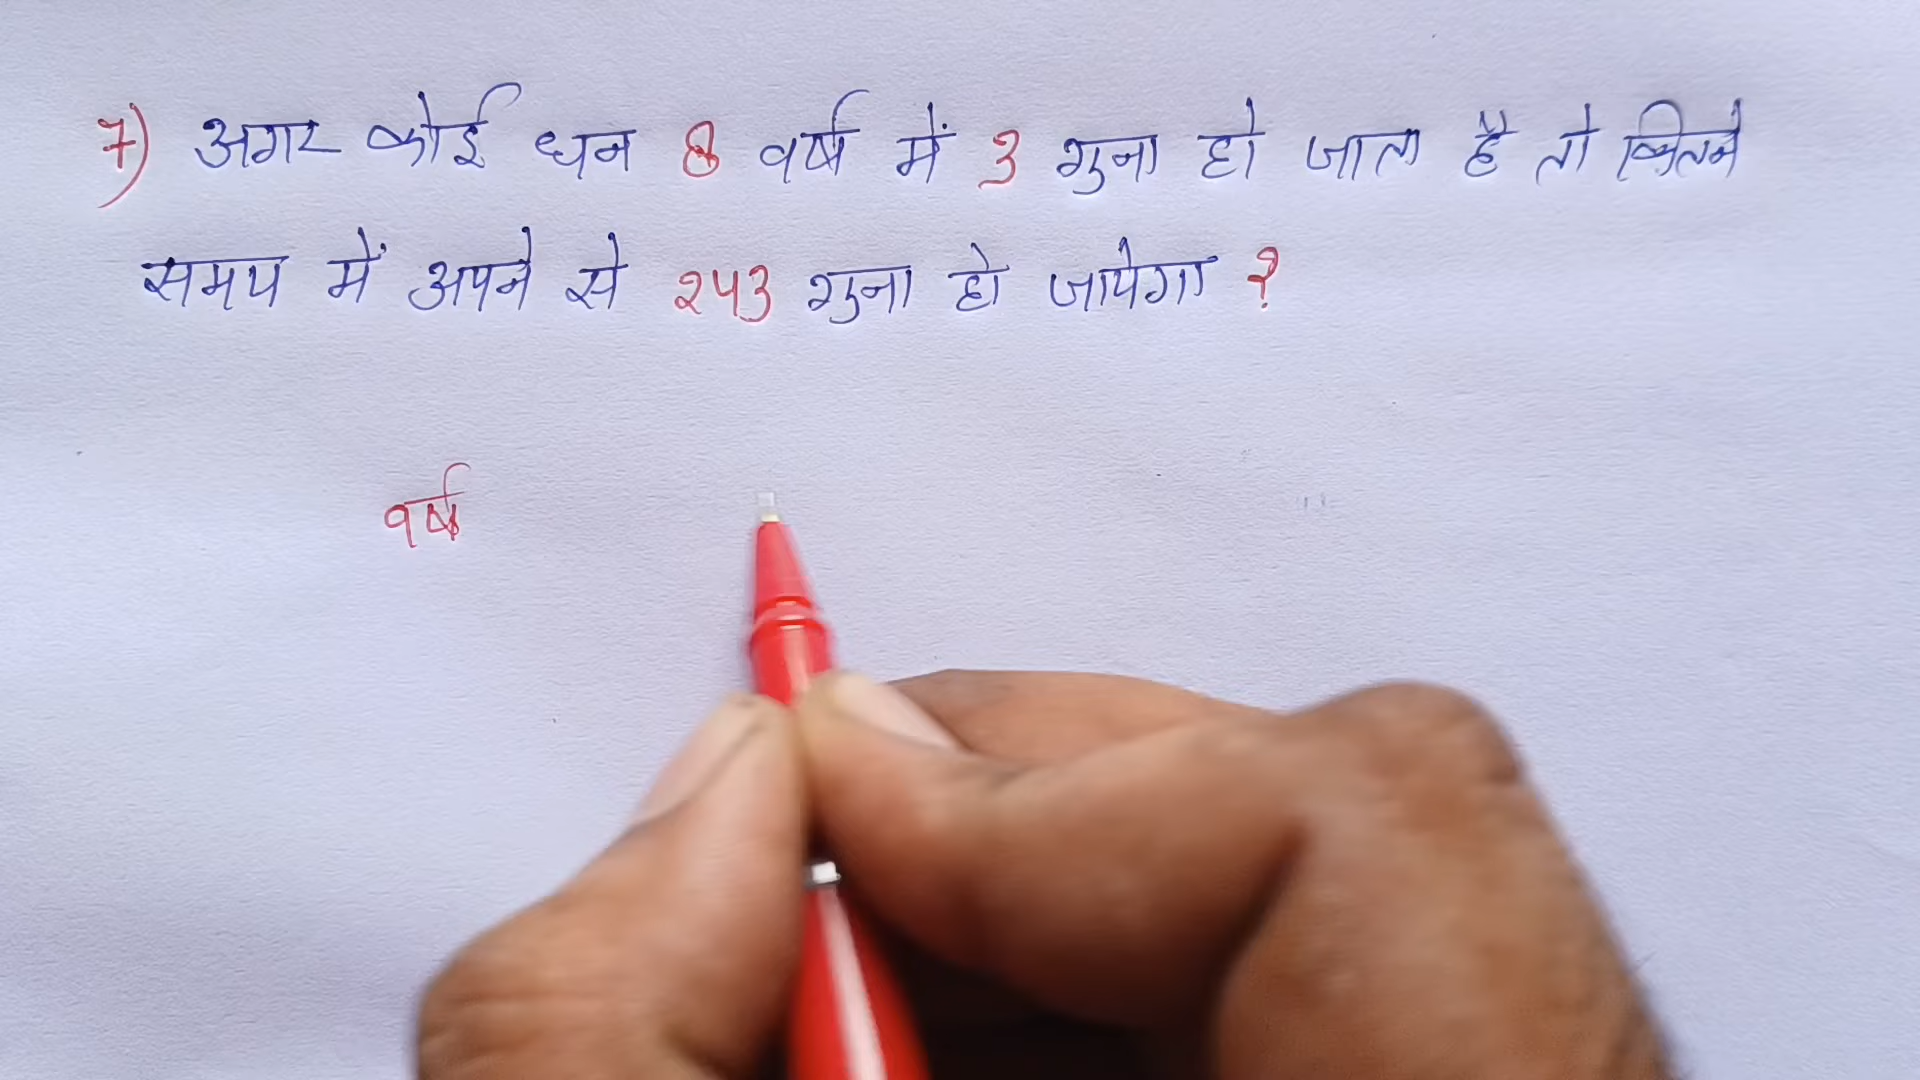 7) अगर कोई धन 8 वर्ष में 3 गुना हो जाता है तो कितने
समय में अपने से 243 गुना हो जायेगा ?
वर्ष